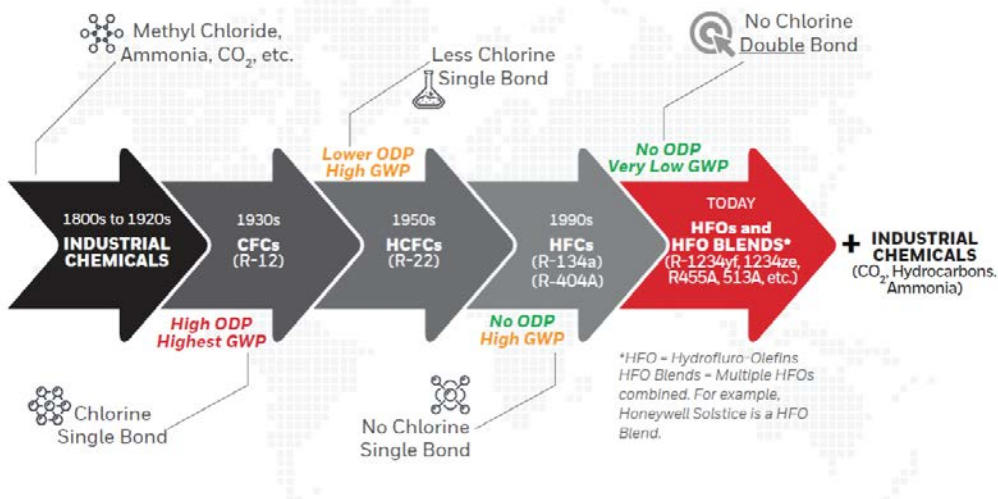 Methyl Chloride,
Ammonia, CO₂, etc.
Less Chlorine
Single Bond
No Chlorine
Double Bond
Lower ODP
High GWP
No ODP
Very Low GWP
1800s to 1920s
INDUSTRIAL
CHEMICALS
1930s
CFCs
(R-12)
1950s
HCFCs
(R-22)
1990s
HFCs
(R-134a)
(R-404A)
TODAY
HFOs and
HFO BLENDS*
(R-1234yf, 1234ze,
R455A, 513A, etc.)
+ INDUSTRIAL
CHEMICALS
(CO₂, Hydrocarbons.
Ammonia)
High ODP
Highest GWP
No ODP
High GWP
Chlorine
Single Bond
No Chlorine
Single Bond
*HFO = Hydrofluro-Olefins
HFO Blends = Multiple HFOs
combined. For example,
Honeywell Solstice is a HFO
Blend.